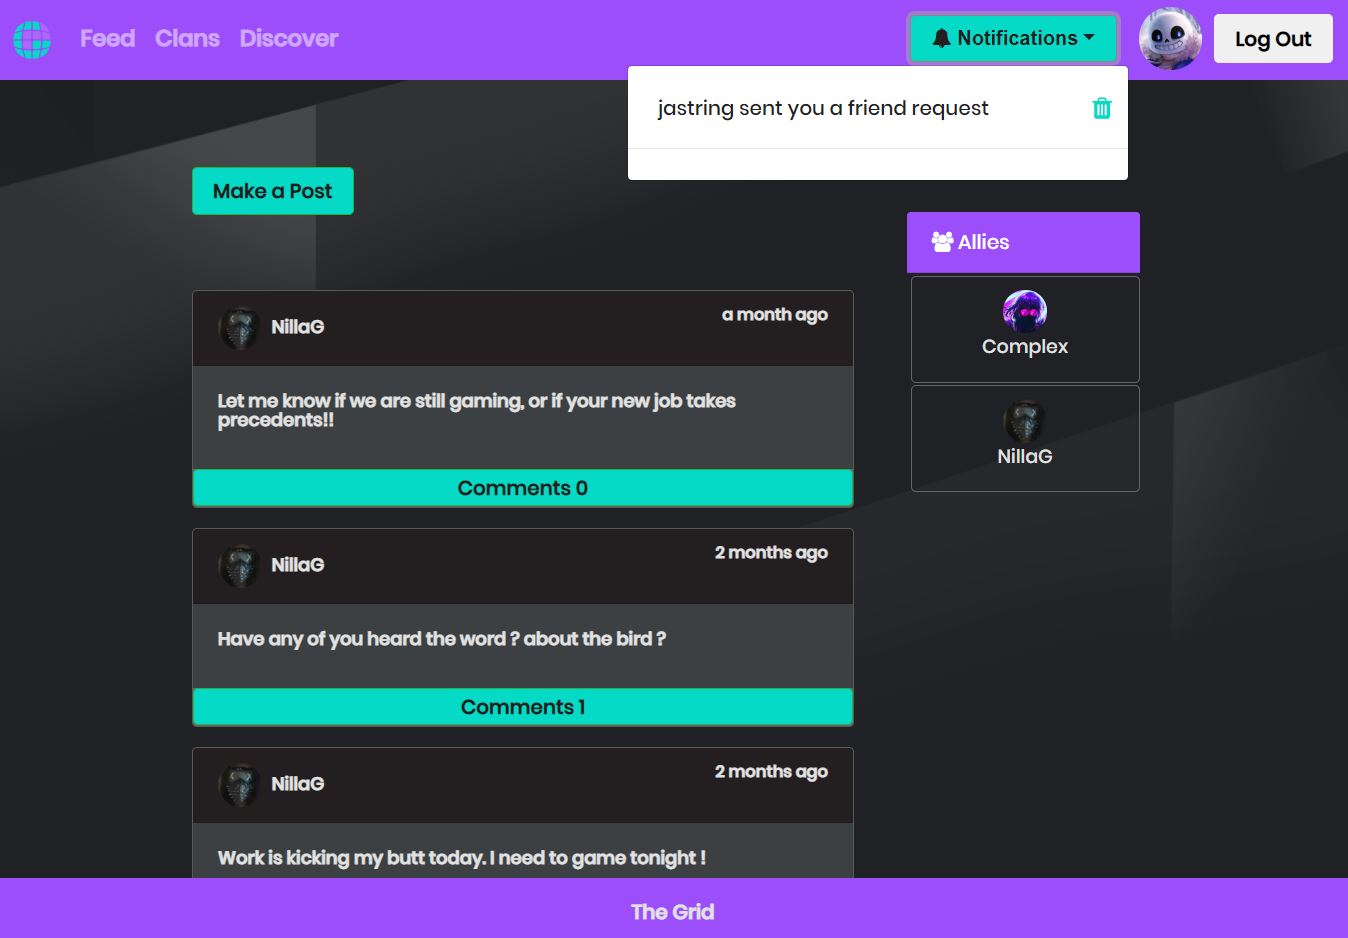 Feed Clans Discover
Notifications
Log Out
jastring sent you a friend request
Make a Post
Allies
Complex
NillaG
NillaG
a month ago
Let me know if we are still gaming, or if your new job takes
precedents!!
Comments 0
NillaG
2 months ago
Have any of you heard the word ? about the bird ?
Comments 1
NillaG
2 months ago
Work is kicking my butt today. I need to game tonight !
The Grid